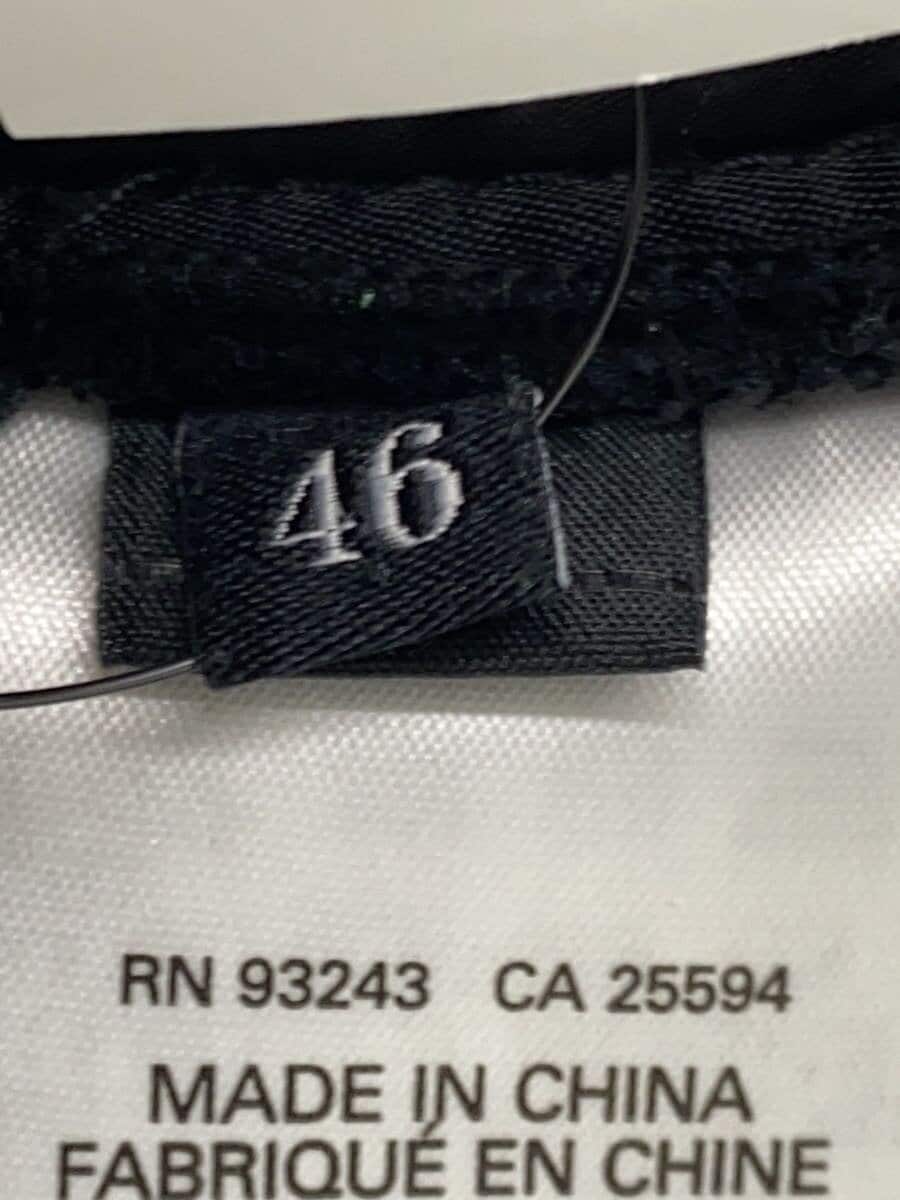 46
RN 93243 CA 25594
MADE IN CHINA
FABRIQUÉ EN CHINE